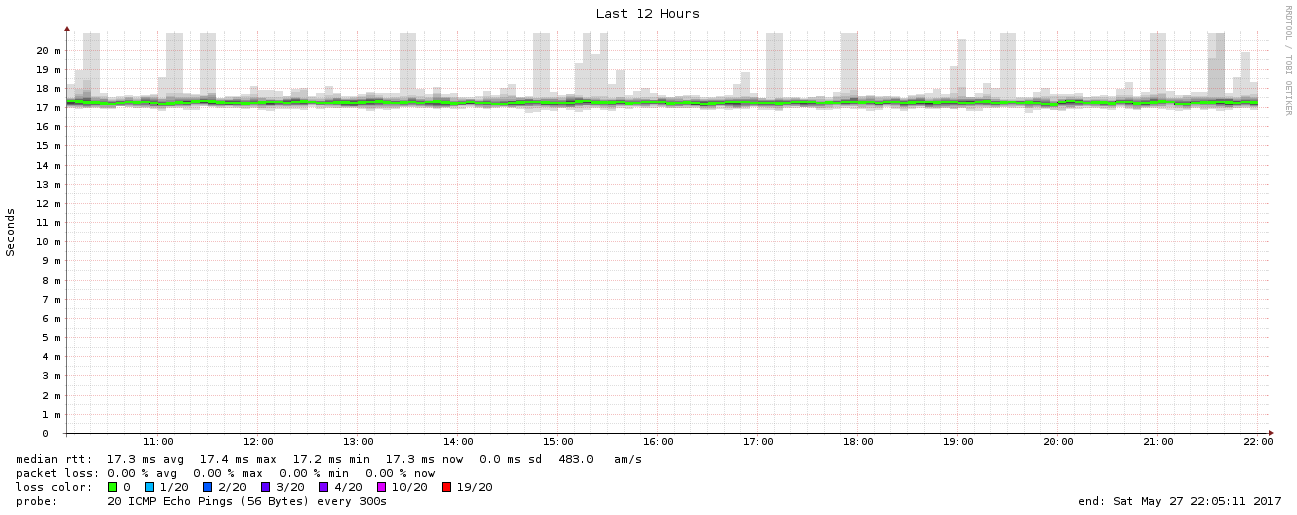 Last 12 Hours
RRDTOOL / TOBI OETIKER
Seconds
20 m
19 m
18 m
17 m
16 m
15 m
14 m
13 m
12 m
11 m
10 m
9 m
8 m
7 m
6 m
5 m
4 m
3 m
2 m
1 m
0
11:00 12:00 13:00 14:00 15:00 16:00 17:00 18:00 19:00 20:00 21:00 22:00
median rtt: 17.3 ms avg 17.4 ms max 17.2 ms min 17.3 ms now 0.0 ms sd 483.0 am/s
packet loss: 0.00 % avg 0.00 % max 0.00 % min 0.00 % now
loss color: 0 1/20 2/20 3/20 4/20 10/20 19/20
probe: 20 ICMP Echo Pings (56 Bytes) every 300s end: Sat May 27 22:05:11 2017